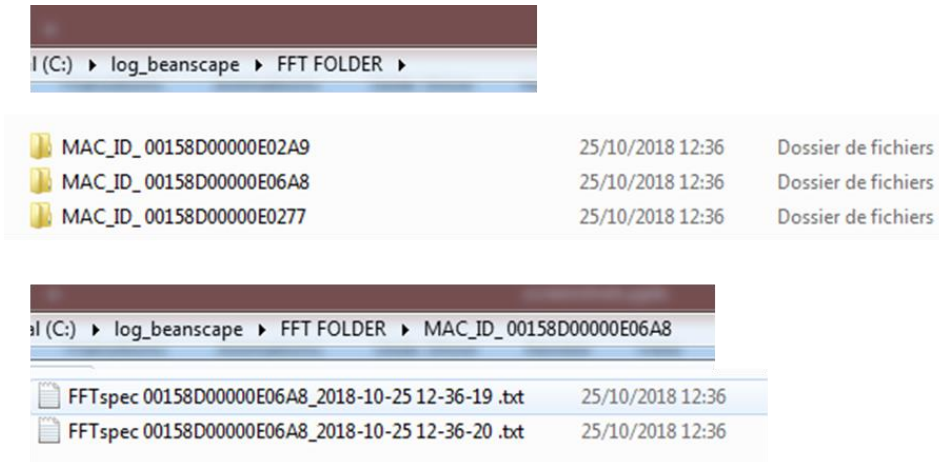 l (C:) ▸ log_beanscape ▸ FFT FOLDER ▸
MAC_ID_ 00158D00000E02A9 25/10/2018 12:36 Dossier de fichiers
MAC_ID_ 00158D00000E06A8 25/10/2018 12:36 Dossier de fichiers
MAC_ID_ 00158D00000E0277 25/10/2018 12:36 Dossier de fichiers
al (C:) ▸ log_beanscape ▸ FFT FOLDER ▸ MAC_ID_ 00158D00000E06A8
FFTspec 00158D00000E06A8_2018-10-25 12-36-19 .txt 25/10/2018 12:36
FFTspec 00158D00000E06A8_2018-10-25 12-36-20 .txt 25/10/2018 12:36